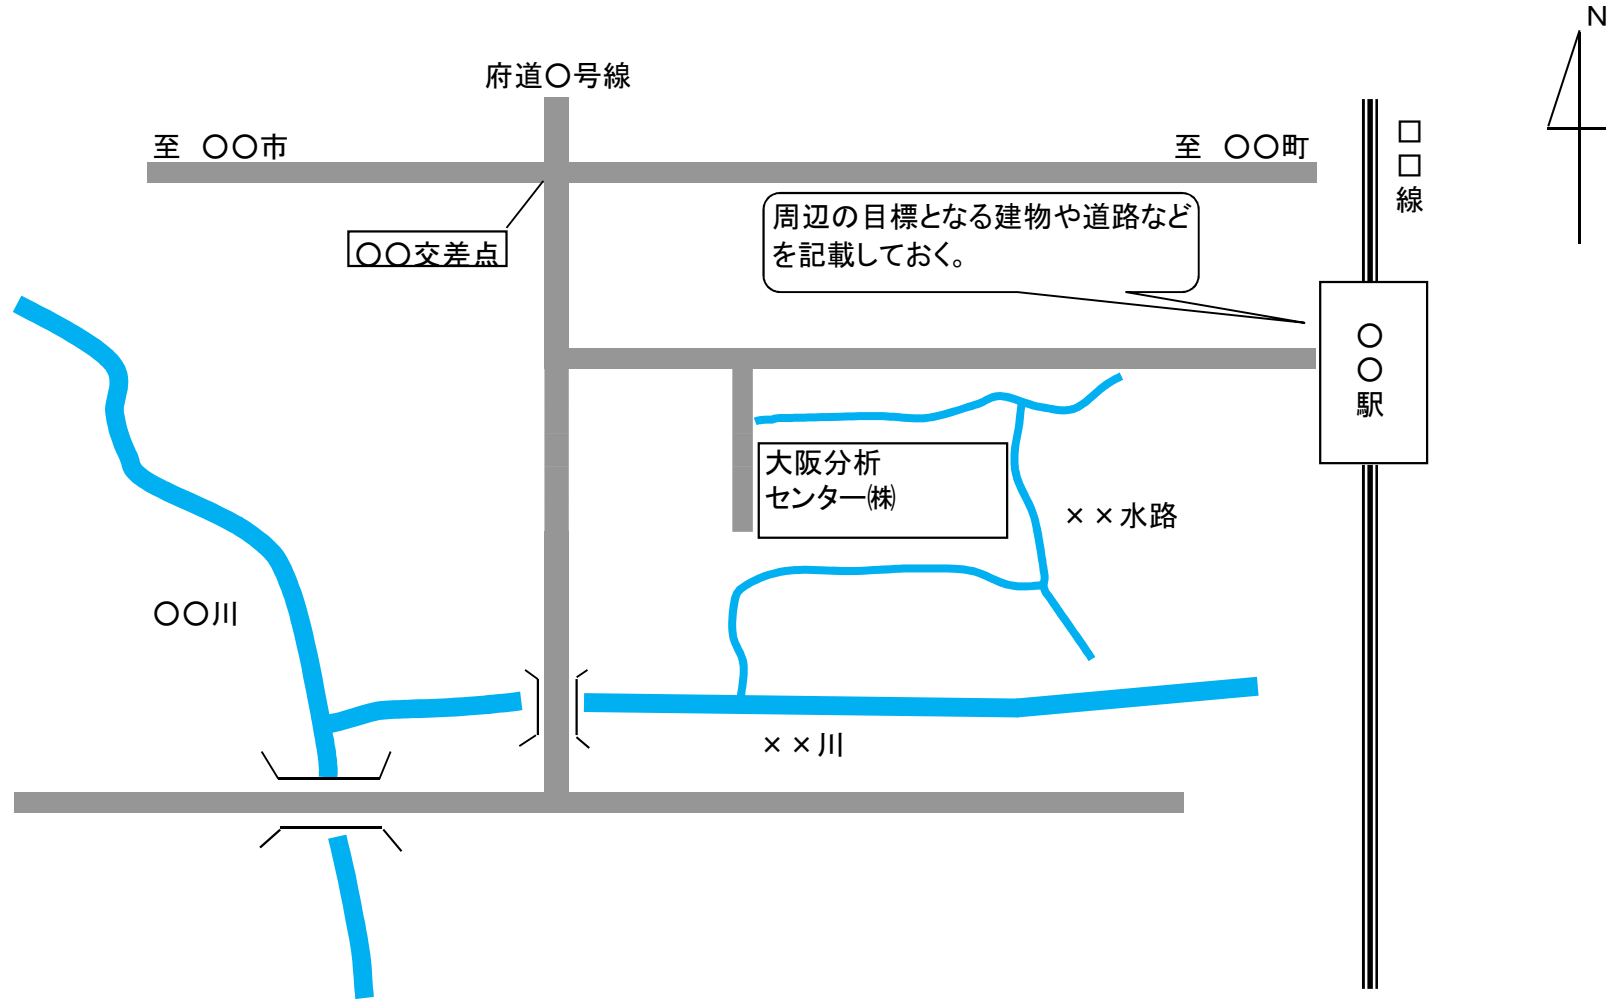 N
府道〇号線
至 〇〇市
至 〇〇町
□□線
〇〇交差点
周辺の目標となる建物や道路など
を記載しておく。
〇〇駅
大阪分析
センター㈱
××水路
〇〇川
××川